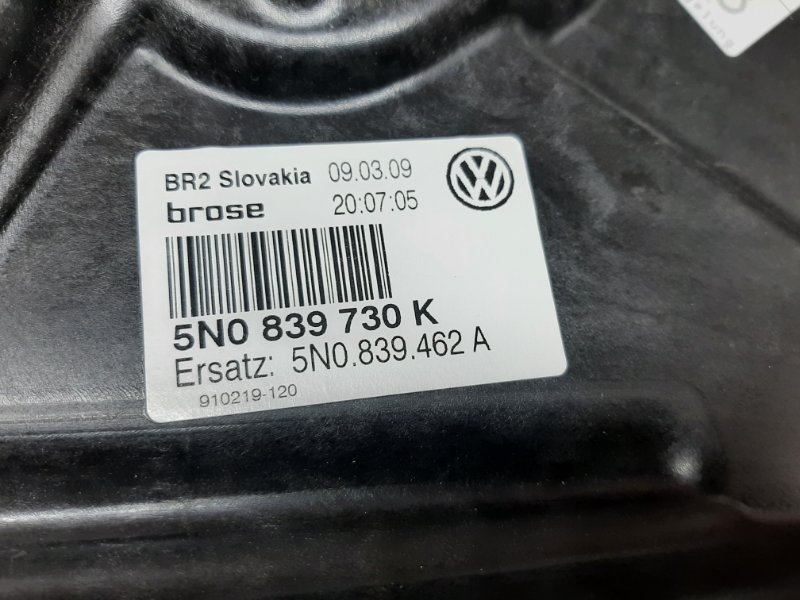 BR2 Slovakia 09.03.09
brose 20:07:05
5N0 839 730 K
Ersatz: 5N0.839.462 A
910219-120